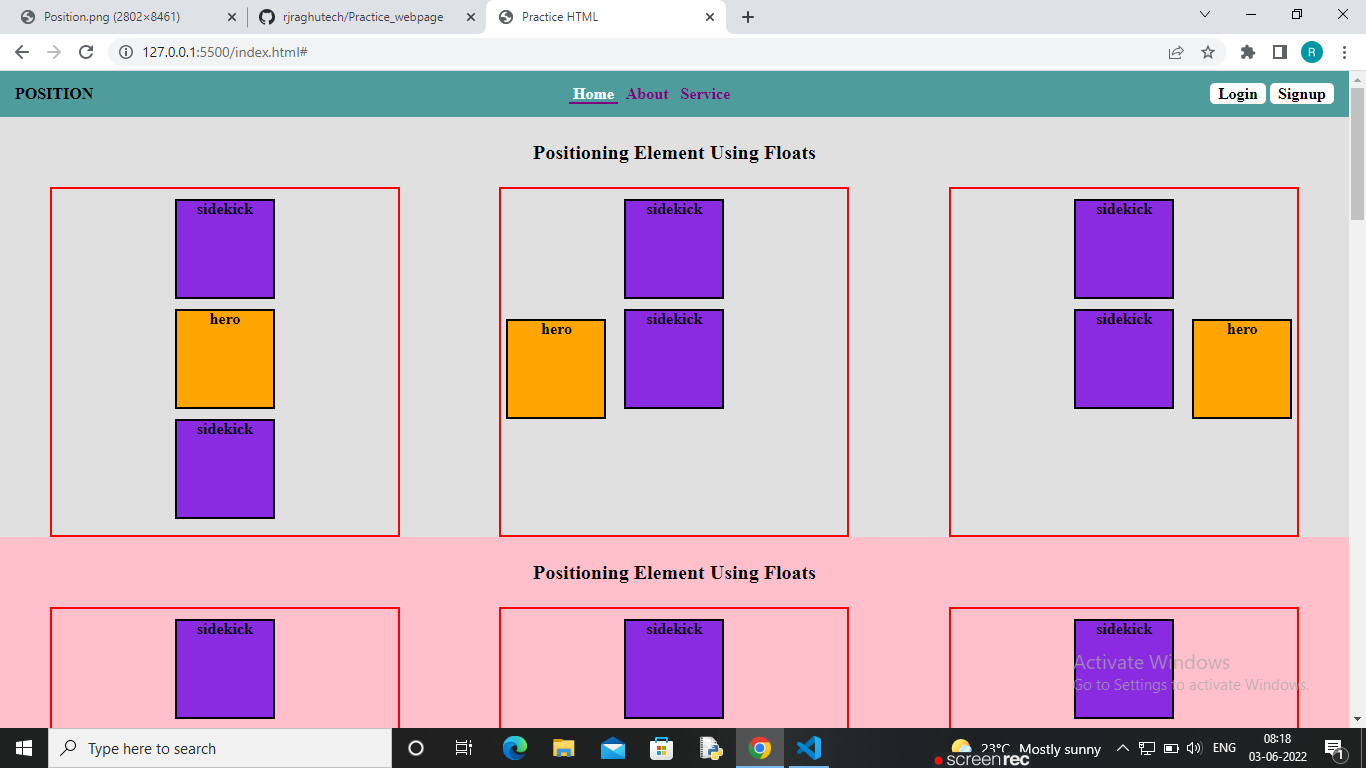 Position.png (2802×8461) rjraghutech/Practice_webpage Practice HTML
127.0.0.1:5500/index.html# R
POSITION Home About Service Login Signup
Positioning Element Using Floats
sidekick sidekick sidekick
hero sidekick sidekick
hero hero
sidekick
Positioning Element Using Floats
sidekick sidekick sidekick
Activate Windows
Go to Settings to activate Windows.
Type here to search 23°C Mostly sunny ENG 08:18
03-06-2022 1
screenrec